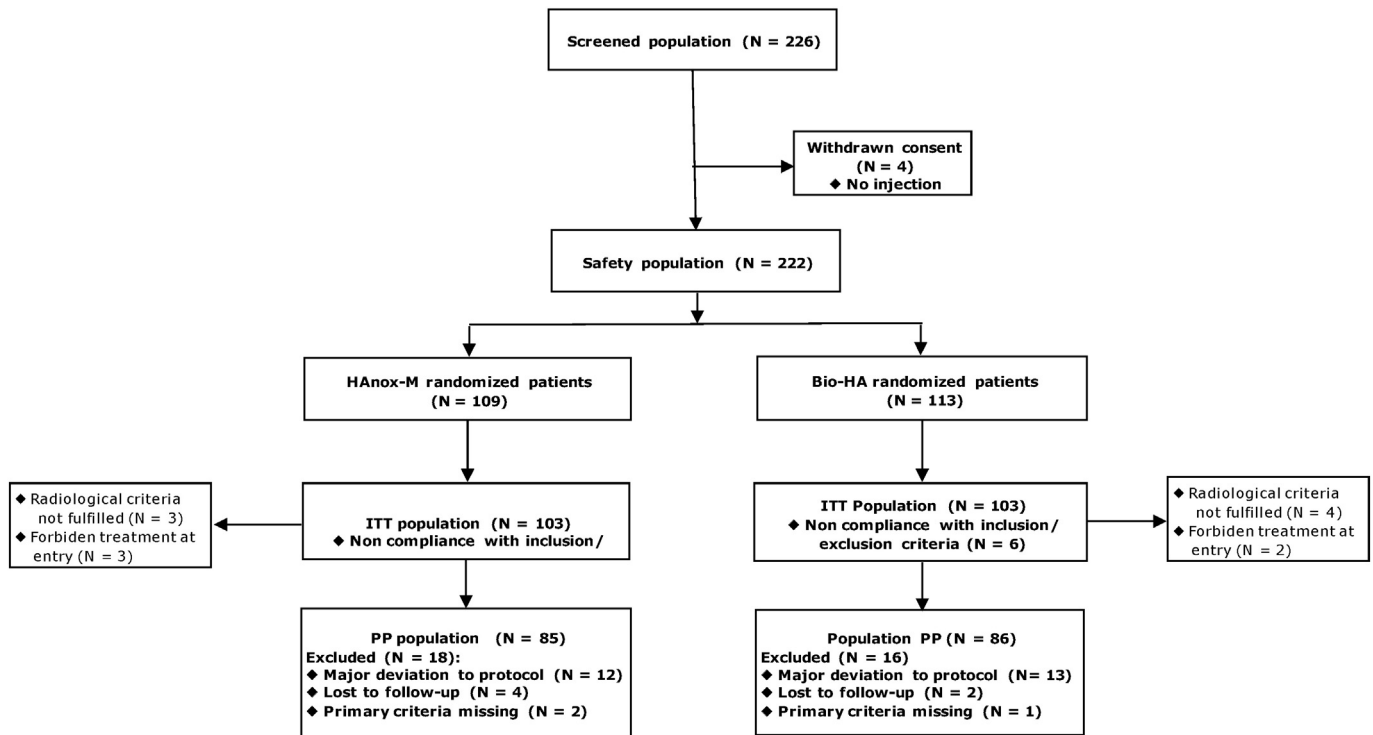 Screened population (N = 226)
Withdrawn consent
(N = 4)
◆ No injection
Safety population (N = 222)
HAnox-M randomized patients
(N = 109)
Bio-HA randomized patients
(N = 113)
◆ Radiological criteria
not fulfilled (N = 3)
◆ Forbiden treatment at
entry (N = 3)
ITT population (N = 103)
◆ Non compliance with inclusion/
ITT Population (N = 103)
◆ Non compliance with inclusion/
exclusion criteria (N = 6)
◆ Radiological criteria
not fulfilled (N = 4)
◆ Forbiden treatment at
entry (N = 2)
PP population (N = 85)
Excluded (N = 18):
◆ Major deviation to protocol (N = 12)
◆ Lost to follow-up (N = 4)
◆ Primary criteria missing (N = 2)
Population PP (N = 86)
Excluded (N = 16)
◆ Major deviation to protocol (N= 13)
◆ Lost to follow-up (N = 2)
◆ Primary criteria missing (N = 1)